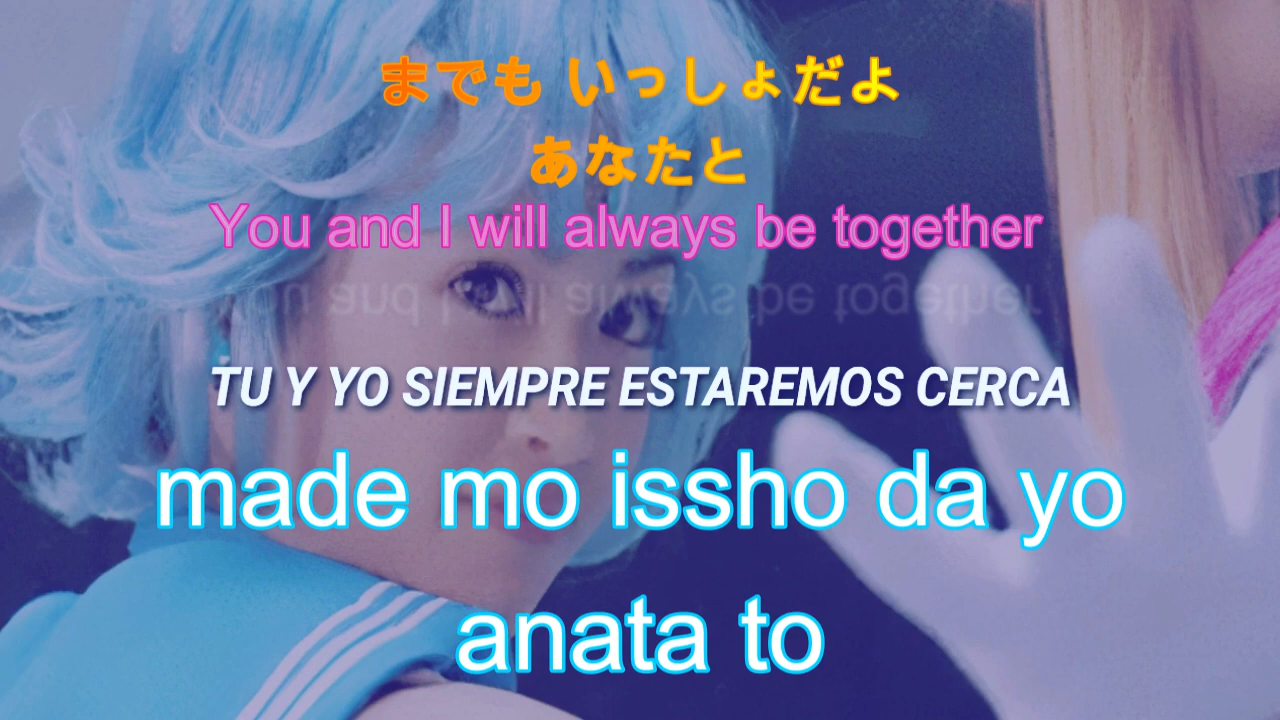 までも いっしょだよ
あなたと
You and I will always be together
TU Y YO SIEMPRE ESTAREMOS CERCA
made mo issho da yo
anata to